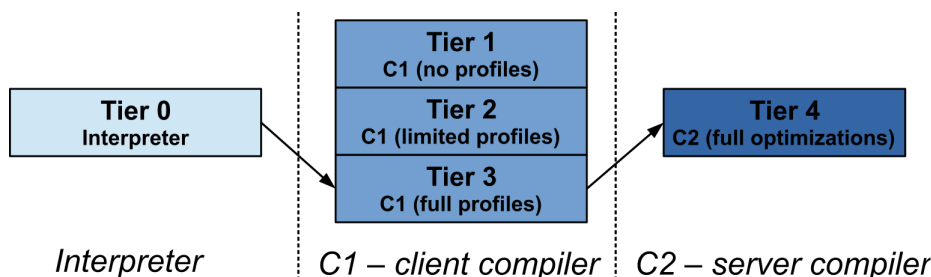 Tier 0
Interpreter
Tier 1
C1 (no profiles)
Tier 2
C1 (limited profiles)
Tier 3
C1 (full profiles)
Tier 4
C2 (full optimizations)
Interpreter
C1 – client compiler
C2 – server compiler